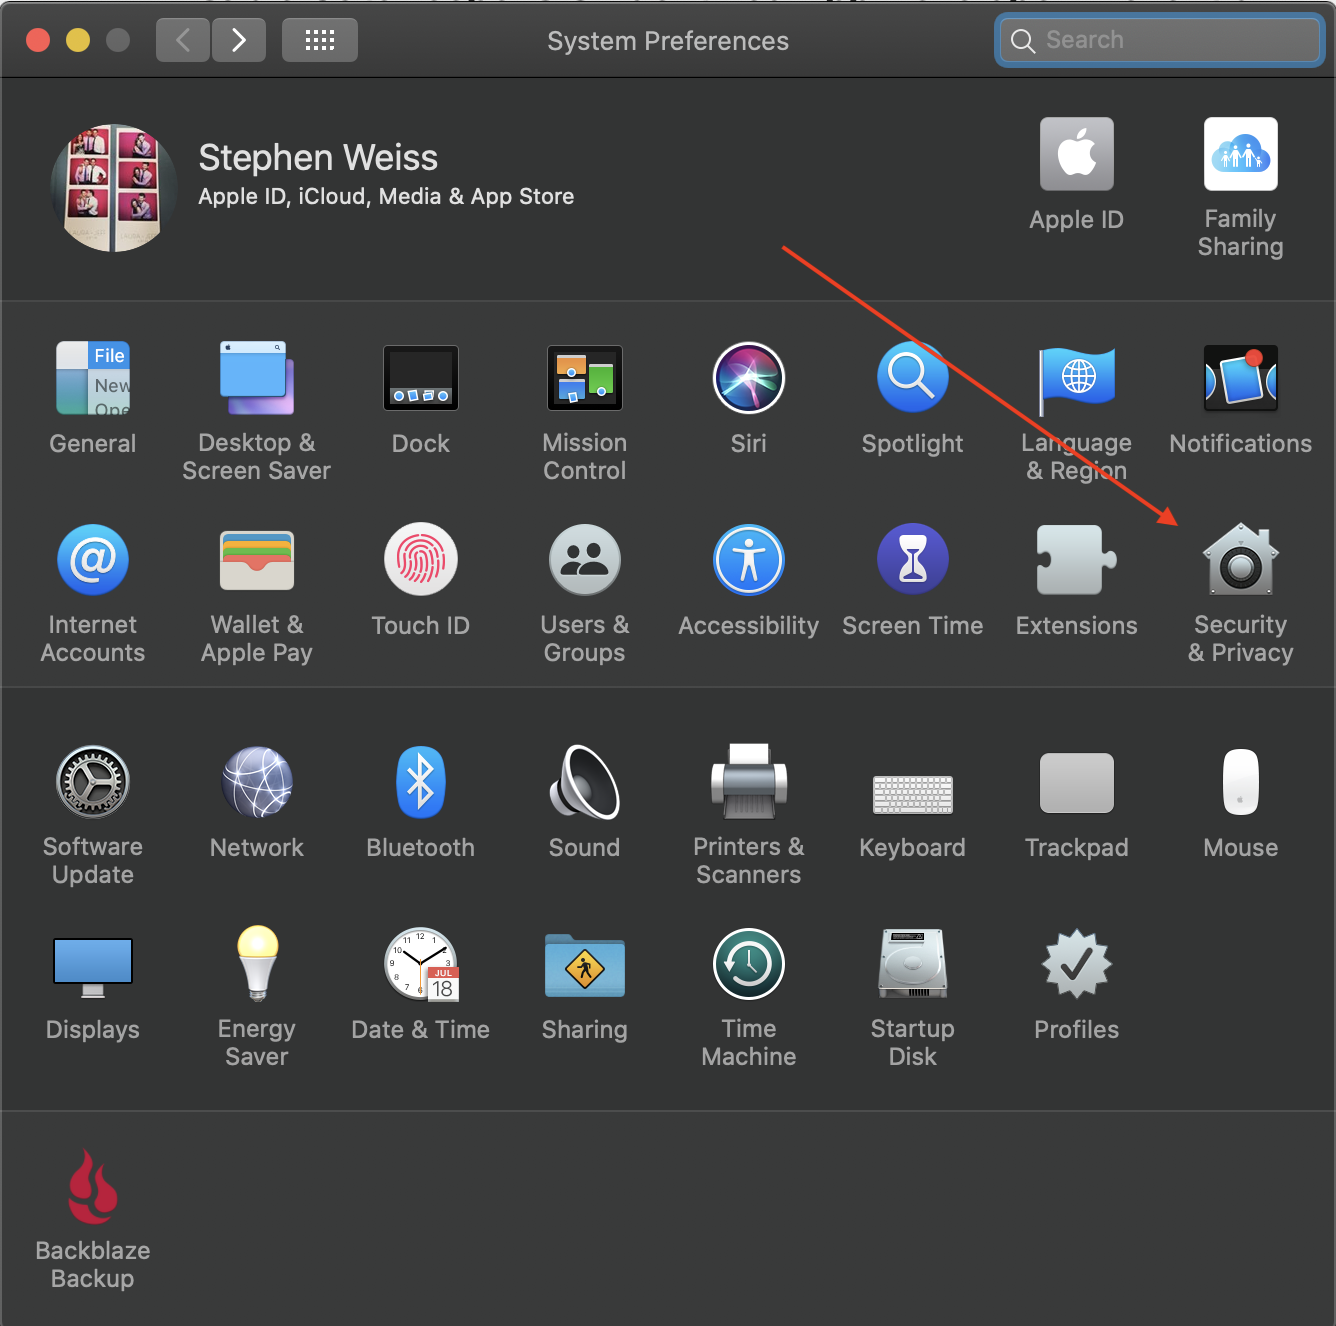 System Preferences
Search
Stephen Weiss
Apple ID, iCloud, Media & App Store
Apple ID
Family
Sharing
File
New
Ope
General
Desktop &
Screen Saver
Dock
Mission
Control
Siri
Spotlight
Language
& Region
Notifications
Internet
Accounts
Wallet &
Apple Pay
Touch ID
Users &
Groups
Accessibility
Screen Time
Extensions
Security
& Privacy
Software
Update
Network
Bluetooth
Sound
Printers &
Scanners
Keyboard
Trackpad
Mouse
JUL
18
Displays
Energy
Saver
Date & Time
Sharing
Time
Machine
Startup
Disk
Profiles
Backblaze
Backup